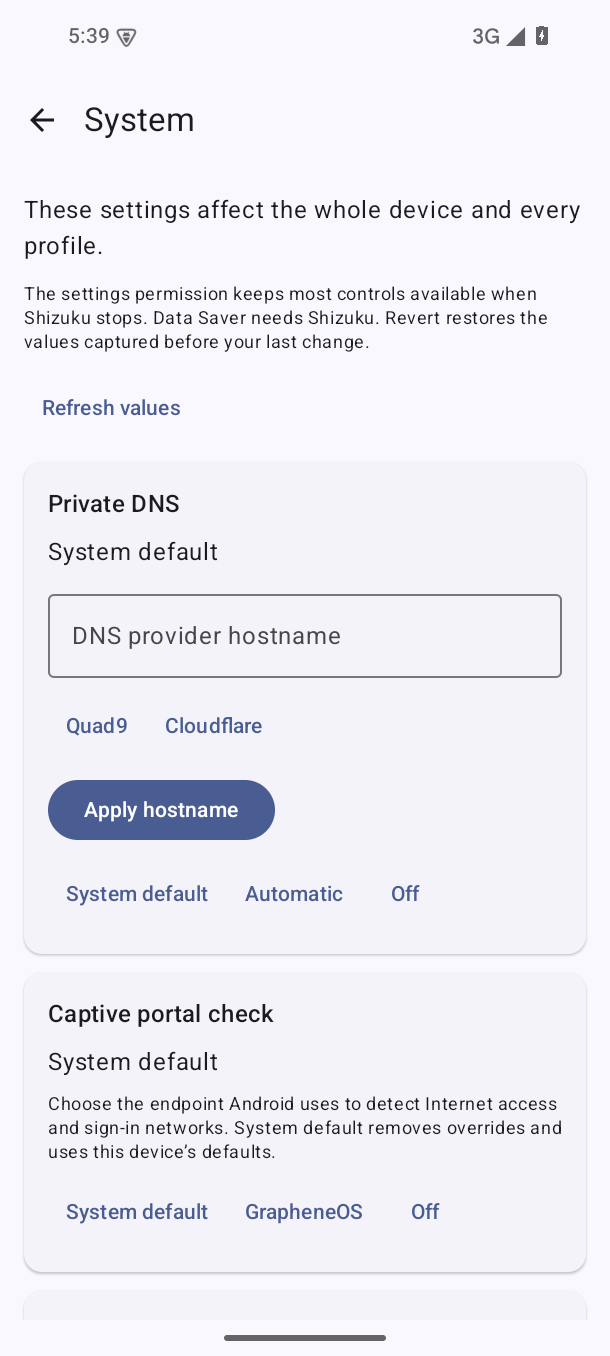 5:39
3G
System
These settings affect the whole device and every
profile.
The settings permission keeps most controls available when
Shizuku stops. Data Saver needs Shizuku. Revert restores the
values captured before your last change.
Refresh values
Private DNS
System default
DNS provider hostname
Quad9 Cloudflare
Apply hostname
System default Automatic Off
Captive portal check
System default
Choose the endpoint Android uses to detect Internet access
and sign-in networks. System default removes overrides and
uses this device’s defaults.
System default GrapheneOS Off